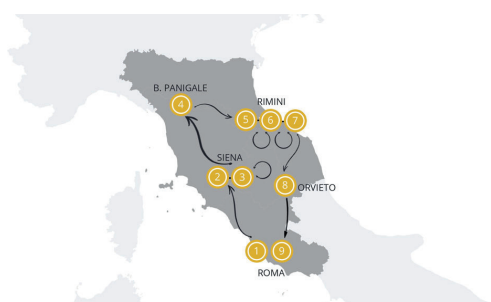 B. PANIGALE
4
RIMINI
5 6 7
SIENA
2 3
8 ORVIETO
1 9
ROMA